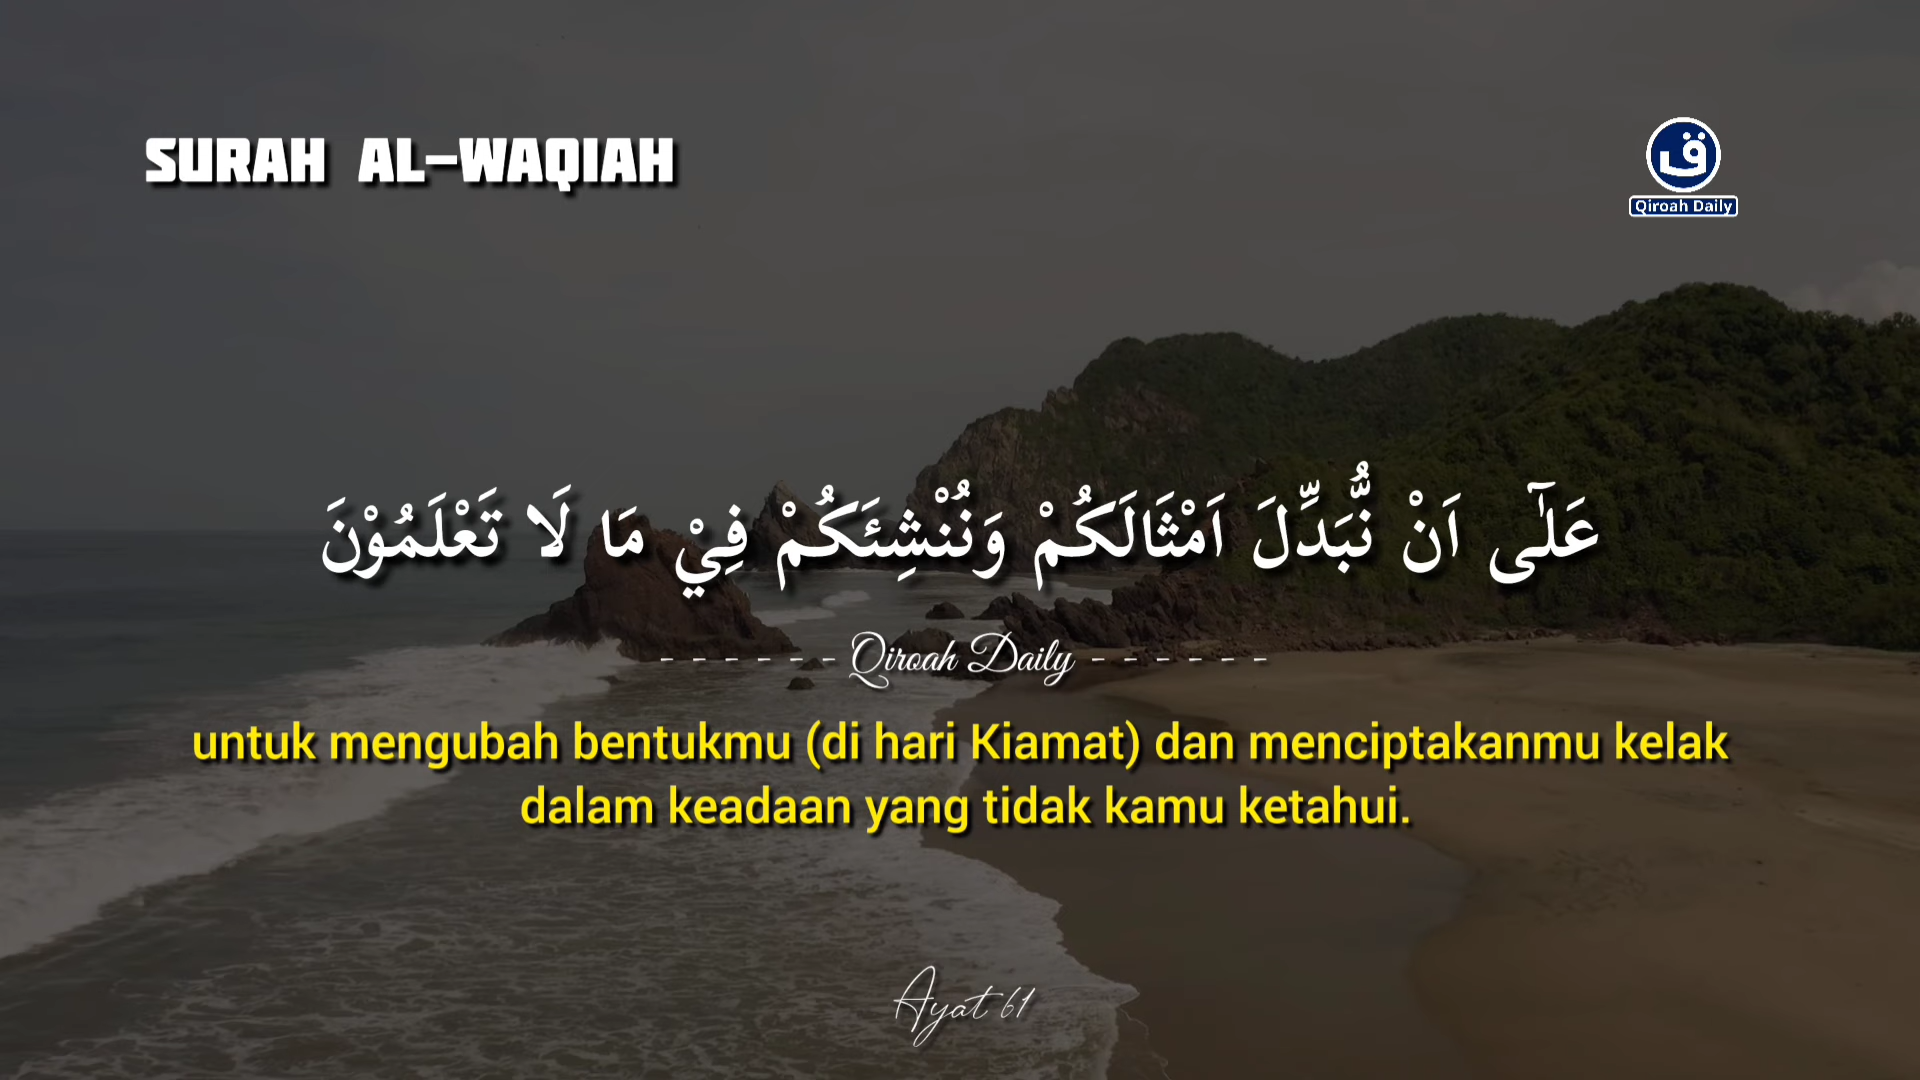 SURAH AL-WAQIAH
ق
Qiroah Daily
عَلٰٓى اَنْ نُّبَدِّلَ اَمْثَالَكُمْ وَنُنْشِئَكُمْ فِيْ مَا لَا تَعْلَمُوْنَ
- - - - - - Qiroah Daily - - - - - -
untuk mengubah bentukmu (di hari Kiamat) dan menciptakanmu kelak
dalam keadaan yang tidak kamu ketahui.
Ayat 61